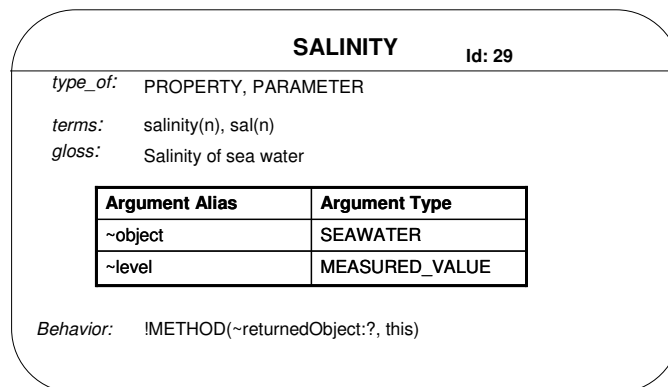 SALINITY Id: 29
type_of: PROPERTY, PARAMETER
terms: salinity(n), sal(n)
gloss: Salinity of sea water
Argument Alias Argument Type
~object SEAWATER
~level MEASURED_VALUE
Behavior: !METHOD(~returnedObject:?, this)